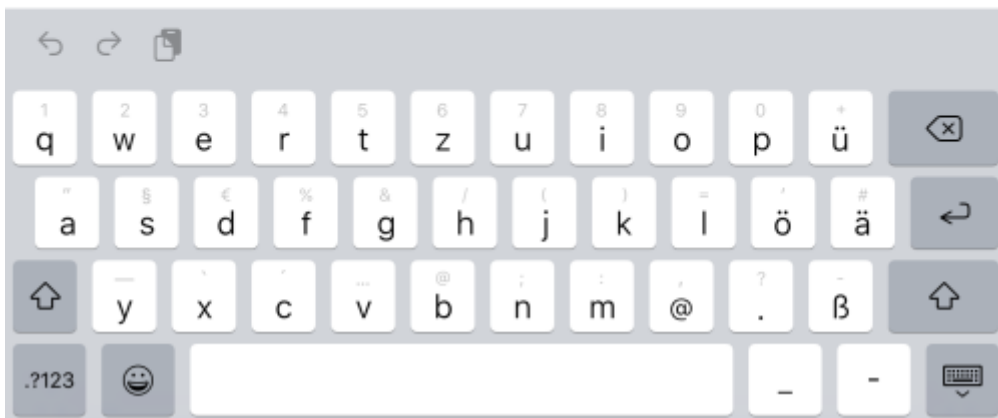 1 2 3 4 5 6 7 8 9 0 +
q w e r t z u i o p ü
" § € % & / ( ) = ' #
a s d f g h j k l ö ä
— ` ´ ... @ ; : , ? -
y x c v b n m @ . ß
.?123 _ -